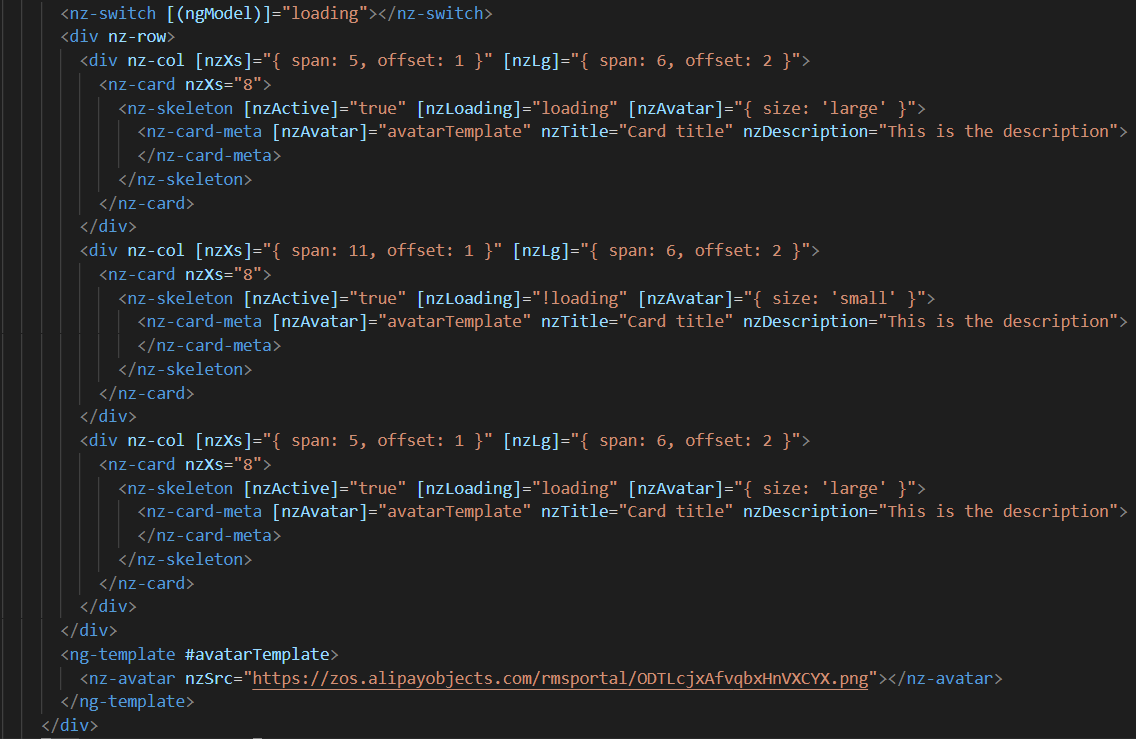 <nz-switch [(ngModel)]="loading"></nz-switch>
<div nz-row>
<div nz-col [nzXs]="{ span: 5, offset: 1 }" [nzLg]="{ span: 6, offset: 2 }">
<nz-card nzXs="8">
<nz-skeleton [nzActive]="true" [nzLoading]="loading" [nzAvatar]="{ size: 'large' }">
<nz-card-meta [nzAvatar]="avatarTemplate" nzTitle="Card title" nzDescription="This is the description">
</nz-card-meta>
</nz-skeleton>
</nz-card>
</div>
<div nz-col [nzXs]="{ span: 11, offset: 1 }" [nzLg]="{ span: 6, offset: 2 }">
<nz-card nzXs="8">
<nz-skeleton [nzActive]="true" [nzLoading]="!loading" [nzAvatar]="{ size: 'small' }">
<nz-card-meta [nzAvatar]="avatarTemplate" nzTitle="Card title" nzDescription="This is the description">
</nz-card-meta>
</nz-skeleton>
</nz-card>
</div>
<div nz-col [nzXs]="{ span: 5, offset: 1 }" [nzLg]="{ span: 6, offset: 2 }">
<nz-card nzXs="8">
<nz-skeleton [nzActive]="true" [nzLoading]="loading" [nzAvatar]="{ size: 'large' }">
<nz-card-meta [nzAvatar]="avatarTemplate" nzTitle="Card title" nzDescription="This is the description">
</nz-card-meta>
</nz-skeleton>
</nz-card>
</div>
</div>
<ng-template #avatarTemplate>
<nz-avatar nzSrc="https://zos.alipayobjects.com/rmsportal/ODTLcjxAfvqbxHnVXCYX.png"></nz-avatar>
</ng-template>
</div>